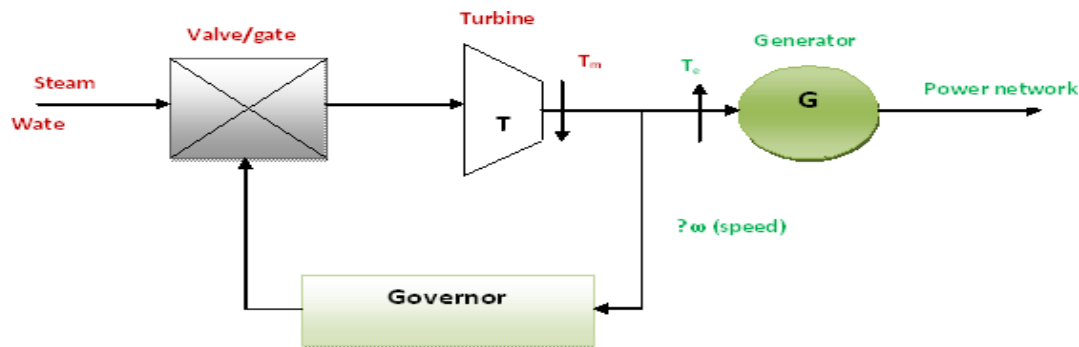 Turbine
Valve/gate
Generator
Steam
Tm
Te
Wate
T
G
Power network
?ω (speed)
Governor